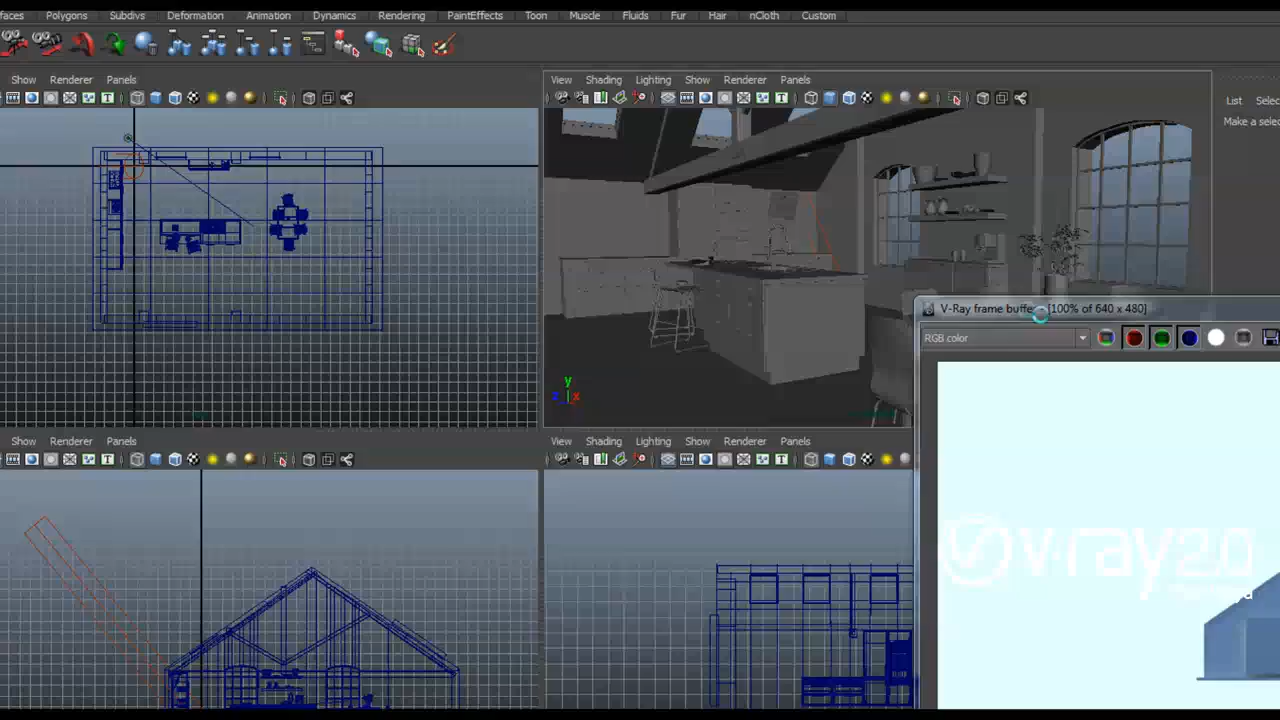 faces Polygons Subdivs Deformation Animation Dynamics Rendering PaintEffects Toon Muscle Fluids Fur Hair nCloth Custom
Show Renderer Panels
View Shading Lighting Show Renderer Panels
List Selec
Make a selec
y
x
V-Ray frame buffe [100% of 640 x 480]
RGB color
Show Renderer Panels
View Shading Lighting Show Renderer Panels
v·ray2.0